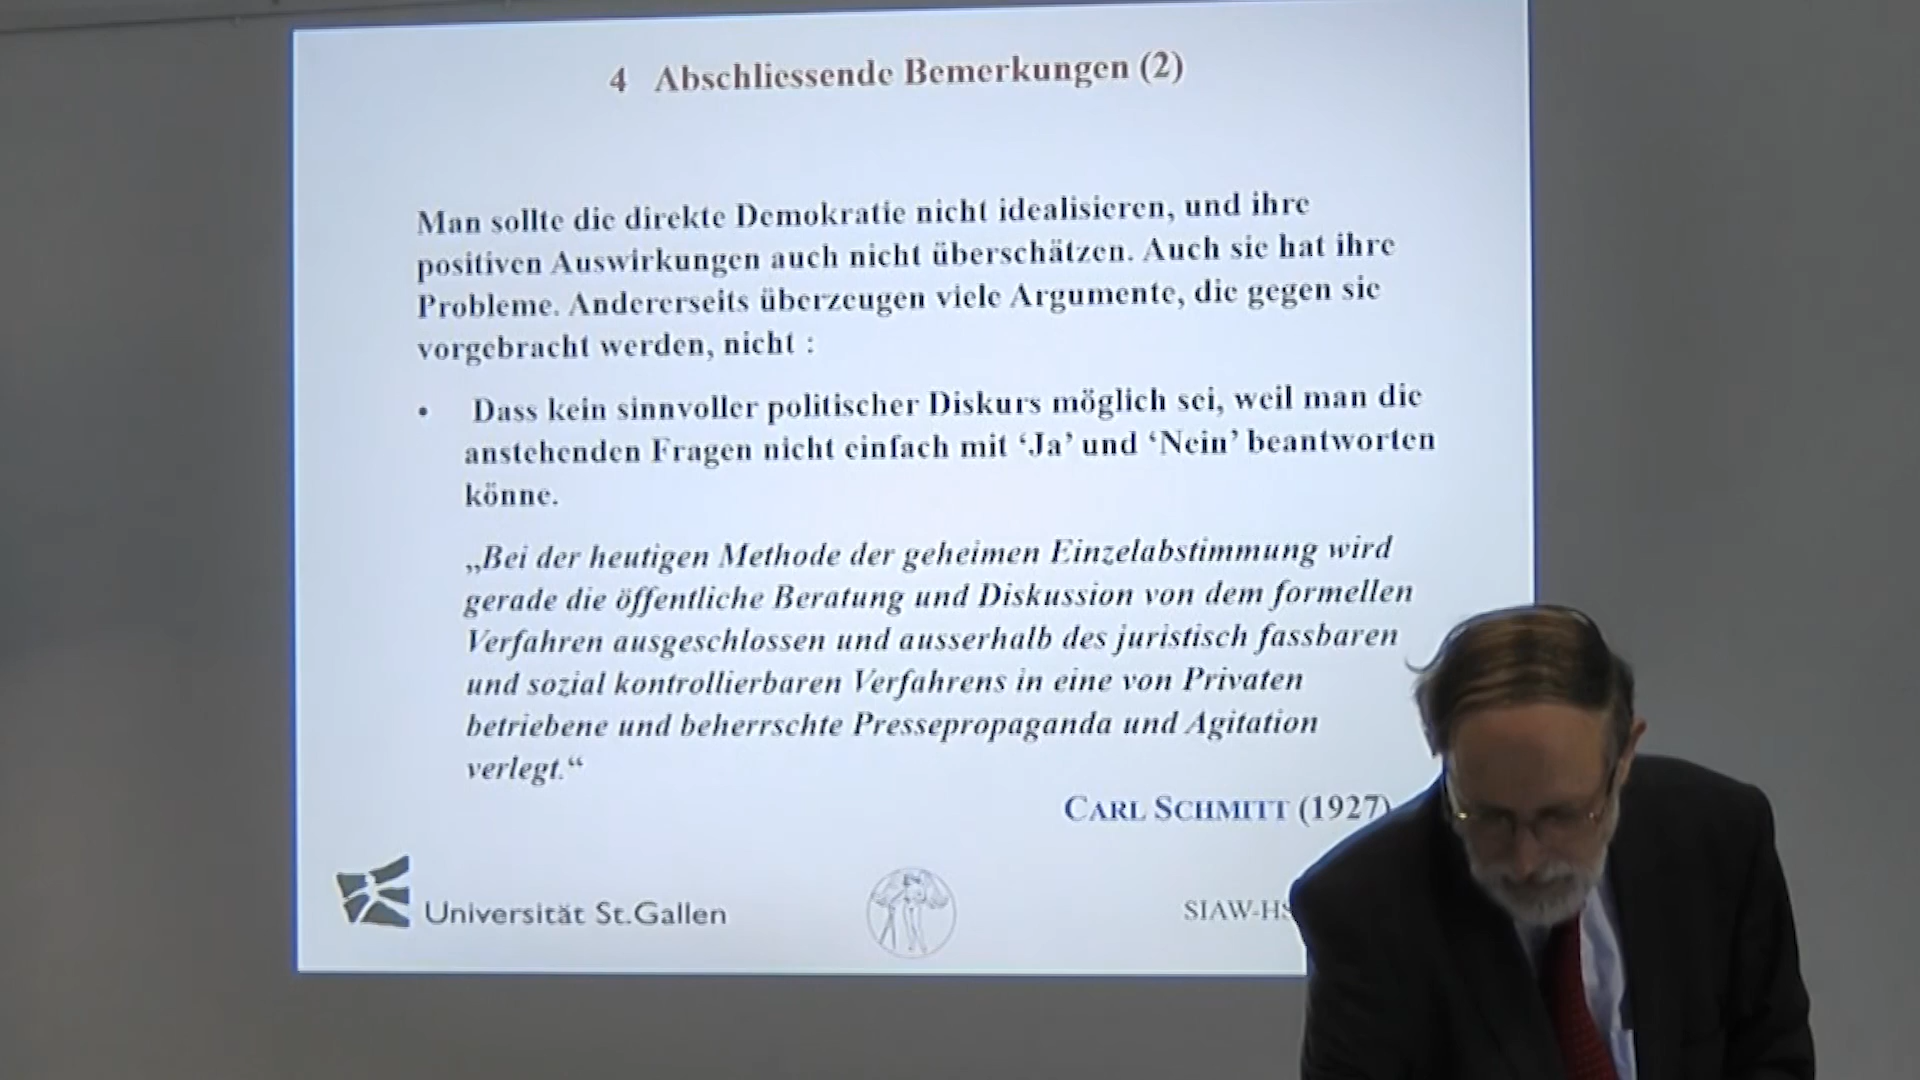 4 Abschliessende Bemerkungen (2)
Man sollte die direkte Demokratie nicht idealisieren, und ihre
positiven Auswirkungen auch nicht überschätzen. Auch sie hat ihre
Probleme. Andererseits überzeugen viele Argumente, die gegen sie
vorgebracht werden, nicht :
• Dass kein sinnvoller politischer Diskurs möglich sei, weil man die
anstehenden Fragen nicht einfach mit ‘Ja’ und ‘Nein’ beantworten
könne.
„Bei der heutigen Methode der geheimen Einzelabstimmung wird
gerade die öffentliche Beratung und Diskussion von dem formellen
Verfahren ausgeschlossen und ausserhalb des juristisch fassbaren
und sozial kontrollierbaren Verfahrens in eine von Privaten
betriebene und beherrschte Pressepropaganda und Agitation
verlegt.“
CARL SCHMITT (1927)
Universität St.Gallen
SIAW-HS